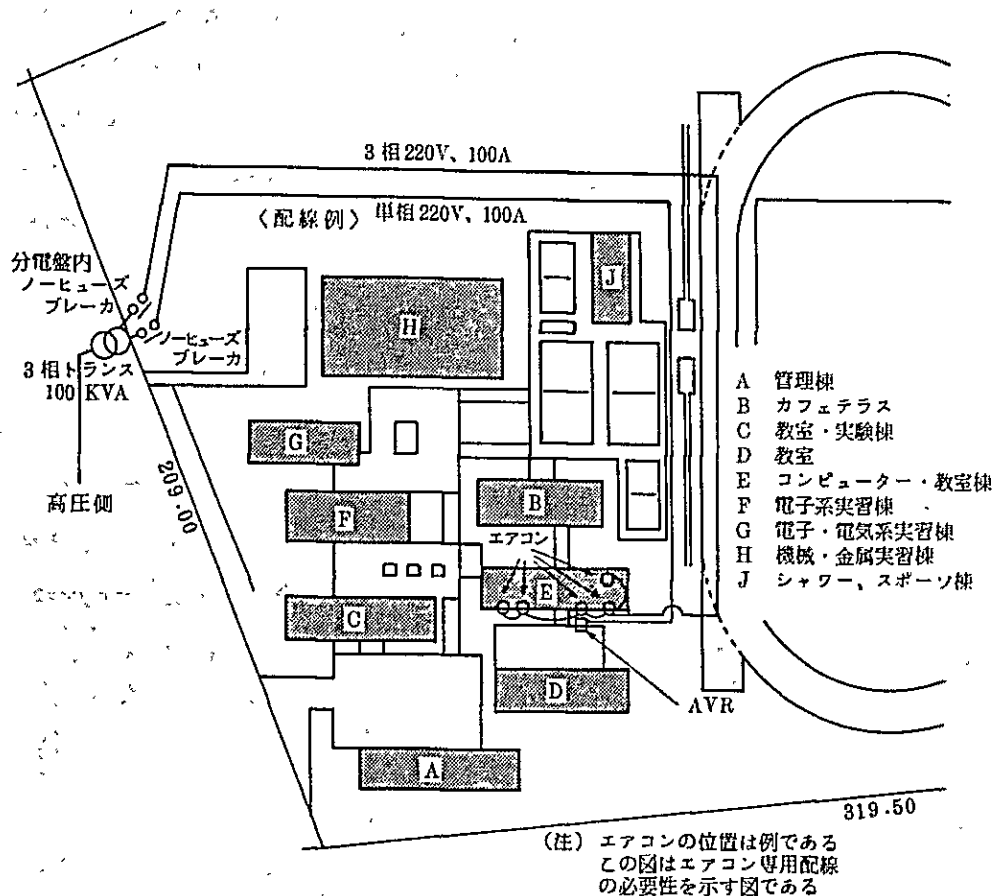 3相220V、100A
〈配線例〉 単相220V、100A
分電盤内
ノーヒューズ
ブレーカ
ノーヒューズ
ブレーカ
3相トランス
100 KVA
高圧側
209.00
H
J
G
F
B
エアコン
E
C
D
AVR
A
A 管理棟
B カフェテラス
C 教室・実験棟
D 教室
E コンピューター・教室棟
F 電子系実習棟
G 電子・電気系実習棟
H 機械・金属実習棟
J シャワー、スポーツ棟
319.50
(注) エアコンの位置は例である
この図はエアコン専用配線
の必要性を示す図である